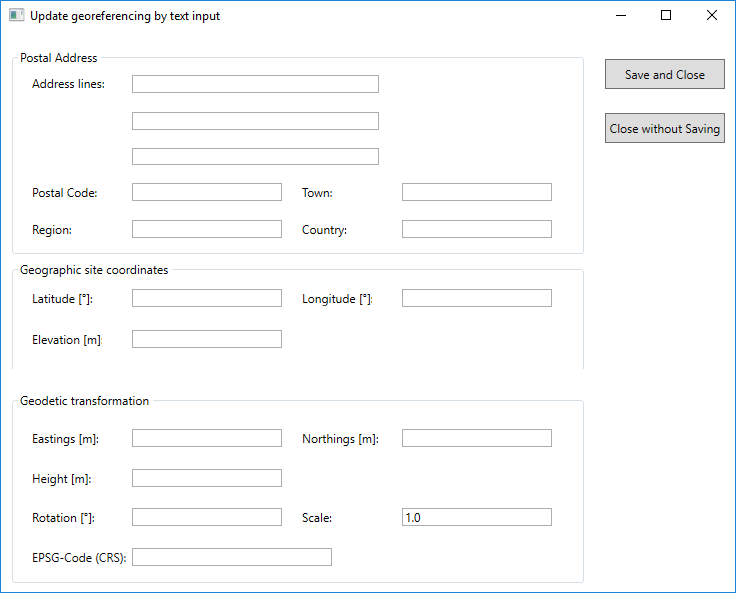 Update georeferencing by text input
Postal Address
Address lines:
Save and Close
Close without Saving
Postal Code: Town:
Region: Country:
Geographic site coordinates
Latitude [°]: Longitude [°]:
Elevation [m]:
Geodetic transformation
Eastings [m]: Northings [m]:
Height [m]:
Rotation [°]: Scale: 1.0
EPSG-Code (CRS):